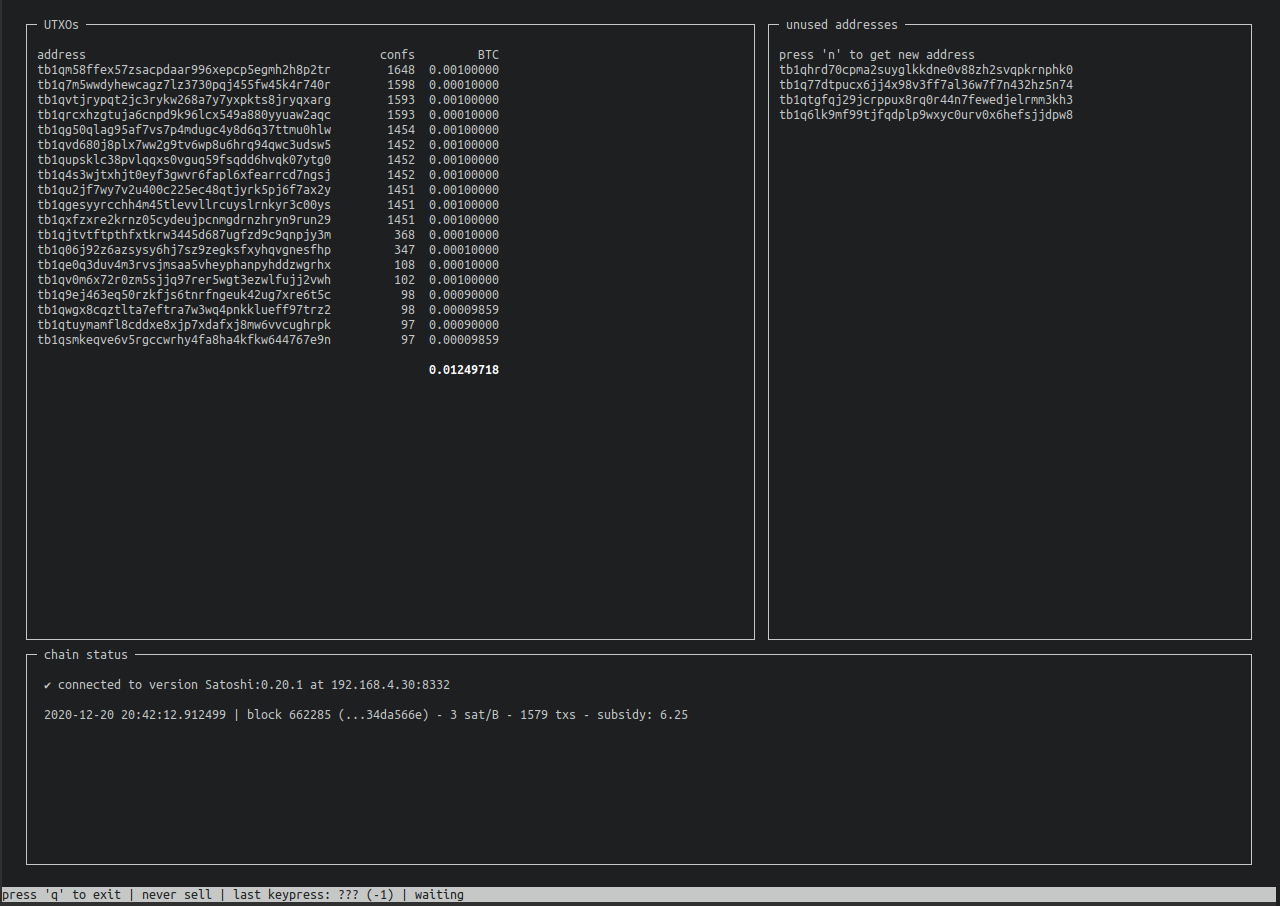 UTXOs
address confs BTC
tb1qm58ffex57zsacpdaar996xepcp5egmh2h8p2tr 1648 0.00100000
tb1q7m5wwdyhewcagz7lz3730pqj455fw45k4r740r 1598 0.00010000
tb1qvtjrypqt2jc3rykw268a7y7yxpkts8jryqxarg 1593 0.00100000
tb1qrcxhzgtuja6cnpd9k96lcx549a880yyuaw2aqc 1593 0.00010000
tb1qg50qlag95af7vs7p4mdugc4y8d6q37ttmu0hlw 1454 0.00100000
tb1qvd680j8plx7ww2g9tv6wp8u6hrq94qwc3udsw5 1452 0.00100000
tb1qupsklc38pvlqqxs0vguq59fsqdd6hvqk07ytg0 1452 0.00100000
tb1q4s3wjtxhjt0eyf3gwvr6fapl6xfearrcd7ngsj 1452 0.00100000
tb1qu2jf7wy7v2u400c225ec48qtjyrk5pj6f7ax2y 1451 0.00100000
tb1qgesyyrcchh4m45tlevvllrcuyslrnkyr3c00ys 1451 0.00100000
tb1qxfzxre2krnz05cydeujpcnmgdrnzhryn9run29 1451 0.00100000
tb1qjtvtftpthfxtkrw3445d687ugfzd9c9qnpjy3m 368 0.00010000
tb1q06j92z6azsysy6hj7sz9zegksfxyhqvgnesfhp 347 0.00010000
tb1qe0q3duv4m3rvsjmsaa5vheyphanpyhddzwgrhx 108 0.00010000
tb1qv0m6x72r0zm5sjjq97rer5wgt3ezwlfujj2vwh 102 0.00100000
tb1q9ej463eq50rzkfjs6tnrfngeuk42ug7xre6t5c 98 0.00090000
tb1qwgx8cqztlta7eftra7w3wq4pnkklueff97trz2 98 0.00009859
tb1qtuymamfl8cddxe8xjp7xdafxj8mw6vvcughrpk 97 0.00090000
tb1qsmkeqve6v5rgccwrhy4fa8ha4kfkw644767e9n 97 0.00009859
0.01249718
unused addresses
press 'n' to get new address
tb1qhrd70cpma2suyglkkdne0v88zh2svqpkrnphk0
tb1q77dtpucx6jj4x98v3ff7al36w7f7n432hz5n74
tb1qtgfqj29jcrppux8rq0r44n7fewedjelrmm3kh3
tb1q6lk9mf99tjfqdplp9wxyc0urv0x6hefsjjdpw8
chain status
✔ connected to version Satoshi:0.20.1 at 192.168.4.30:8332
2020-12-20 20:42:12.912499 | block 662285 (...34da566e) - 3 sat/B - 1579 txs - subsidy: 6.25
press 'q' to exit | never sell | last keypress: ??? (-1) | waiting